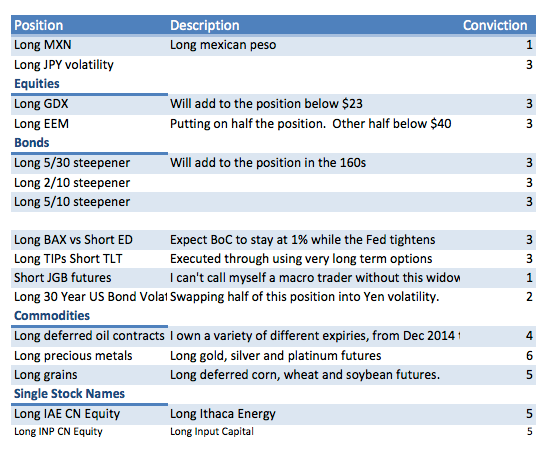 Position Description Conviction
Long MXN Long mexican peso 1
Long JPY volatility 3
Equities
Long GDX Will add to the position below $23 3
Long EEM Putting on half the position. Other half below $40 3
Bonds
Long 5/30 steepener Will add to the position in the 160s 3
Long 2/10 steepener 3
Long 5/10 steepener 3
Long BAX vs Short ED Expect BoC to stay at 1% while the Fed tightens 3
Long TIPs Short TLT Executed through using very long term options 3
Short JGB futures I can't call myself a macro trader without this widow 1
Long 30 Year US Bond Volat Swapping half of this position into Yen volatility. 2
Commodities
Long deferred oil contracts I own a variety of different expiries, from Dec 2014 4
Long precious metals Long gold, silver and platinum futures 6
Long grains Long deferred corn, wheat and soybean futures. 5
Single Stock Names
Long IAE CN Equity Long Ithaca Energy 5
Long INP CN Equity Long Input Capital 5